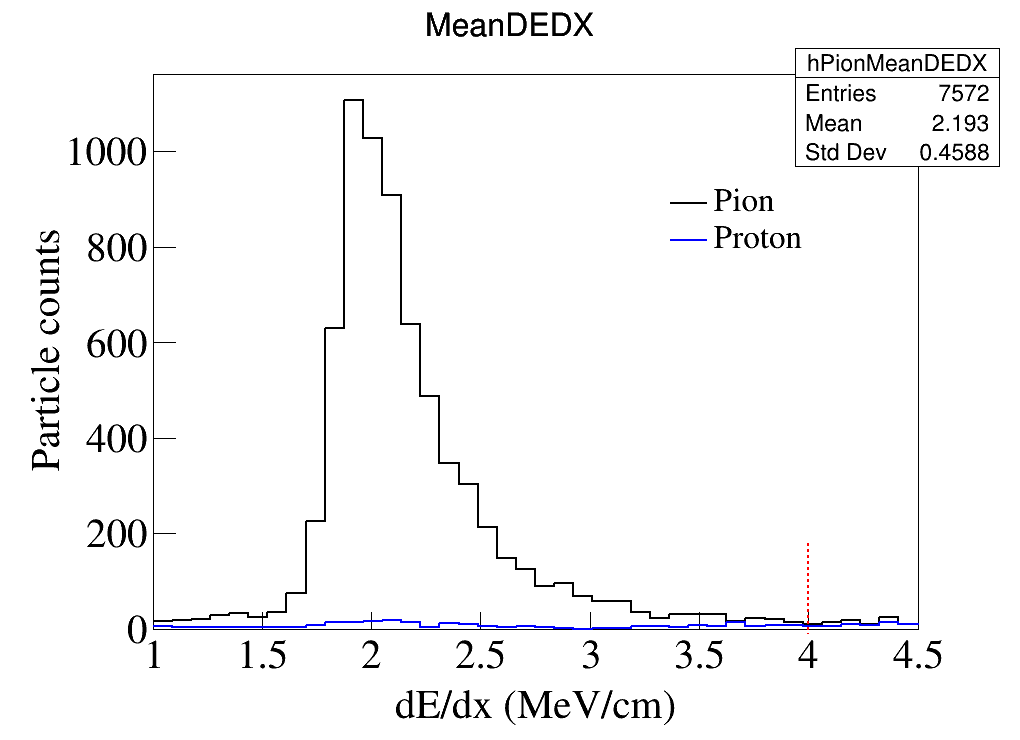 MeanDEDX
hPionMeanDEDX
Entries 7572
Mean 2.193
Std Dev 0.4588
Pion
Proton
Particle counts
1000
800
600
400
200
0
1 1.5 2 2.5 3 3.5 4 4.5
dE/dx (MeV/cm)